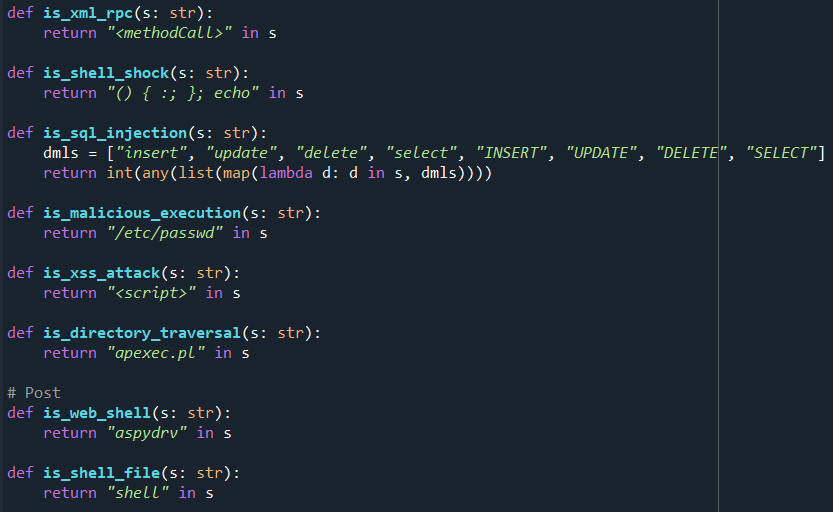 def is_xml_rpc(s: str):
    return "<methodCall>" in s

def is_shell_shock(s: str):
    return "() { :; }; echo" in s

def is_sql_injection(s: str):
    dmls = ["insert", "update", "delete", "select", "INSERT", "UPDATE", "DELETE", "SELECT"]
    return int(any(list(map(lambda d: d in s, dmls))))

def is_malicious_execution(s: str):
    return "/etc/passwd" in s

def is_xss_attack(s: str):
    return "<script>" in s

def is_directory_traversal(s: str):
    return "apexec.pl" in s

# Post
def is_web_shell(s: str):
    return "aspydrv" in s

def is_shell_file(s: str):
    return "shell" in s